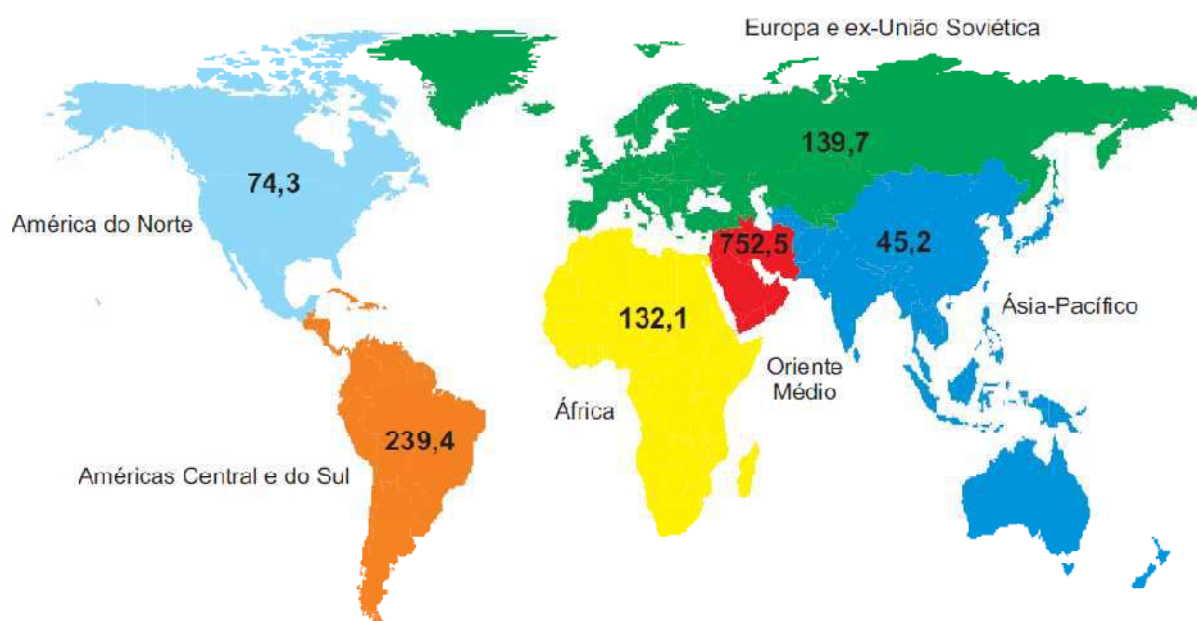 Europa e ex-União Soviética
139,7
74,3
América do Norte
752,5
45,2
Ásia-Pacífico
132,1
Oriente
Médio
África
239,4
Américas Central e do Sul